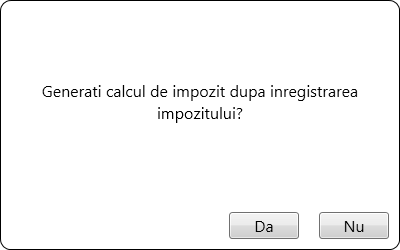 Generati calcul de impozit dupa inregistrarea
impozitului?
Da
Nu